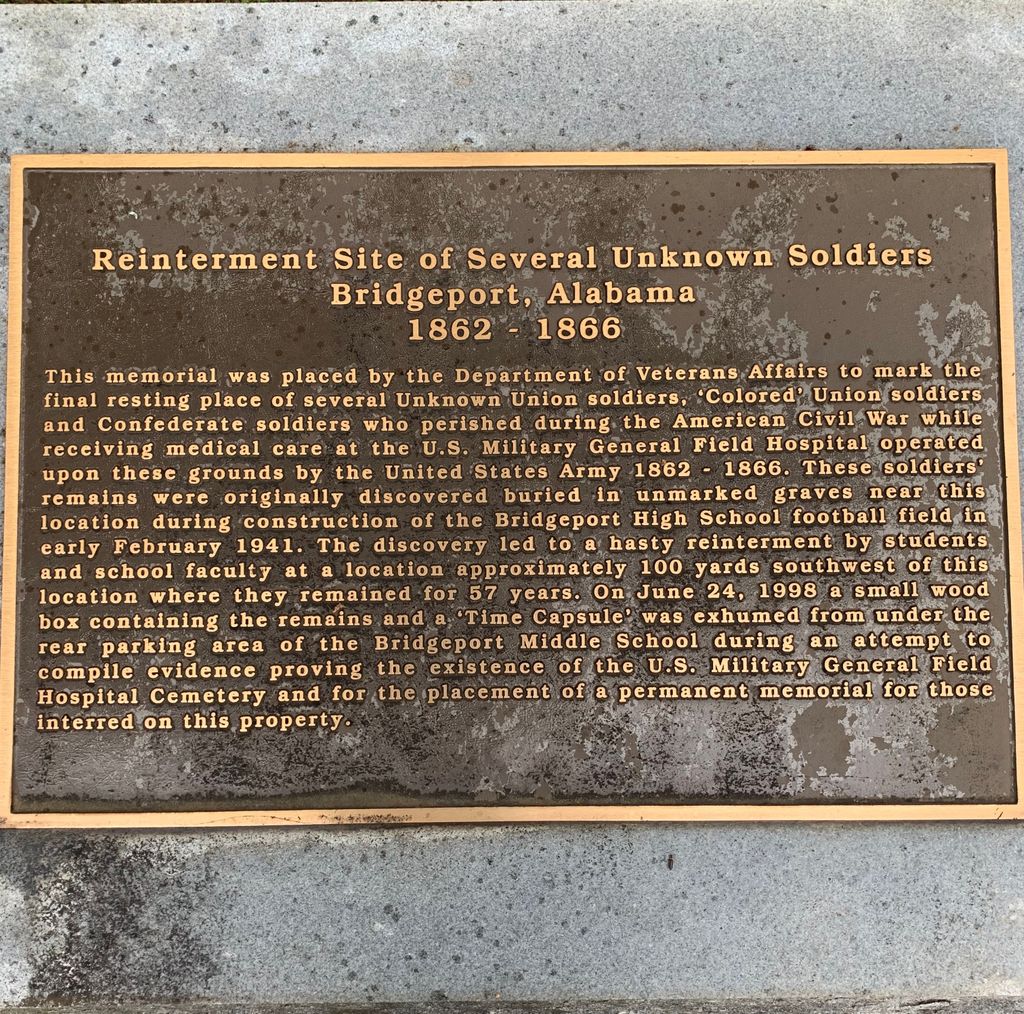 Reinterment Site of Several Unknown Soldiers
Bridgeport, Alabama
1862 - 1866
This memorial was placed by the Department of Veterans Affairs to mark the
final resting place of several Unknown Union soldiers, 'Colored' Union soldiers
and Confederate soldiers who perished during the American Civil War while
receiving medical care at the U.S. Military General Field Hospital operated
upon these grounds by the United States Army 1862 - 1866. These soldiers'
remains were originally discovered buried in unmarked graves near this
location during construction of the Bridgeport High School football field in
early February 1941. The discovery led to a hasty reinterment by students
and school faculty at a location approximately 100 yards southwest of this
location where they remained for 57 years. On June 24, 1998 a small wood
box containing the remains and a 'Time Capsule' was exhumed from under the
rear parking area of the Bridgeport Middle School during an attempt to
compile evidence proving the existence of the U.S. Military General Field
Hospital Cemetery and for the placement of a permanent memorial for those
interred on this property.